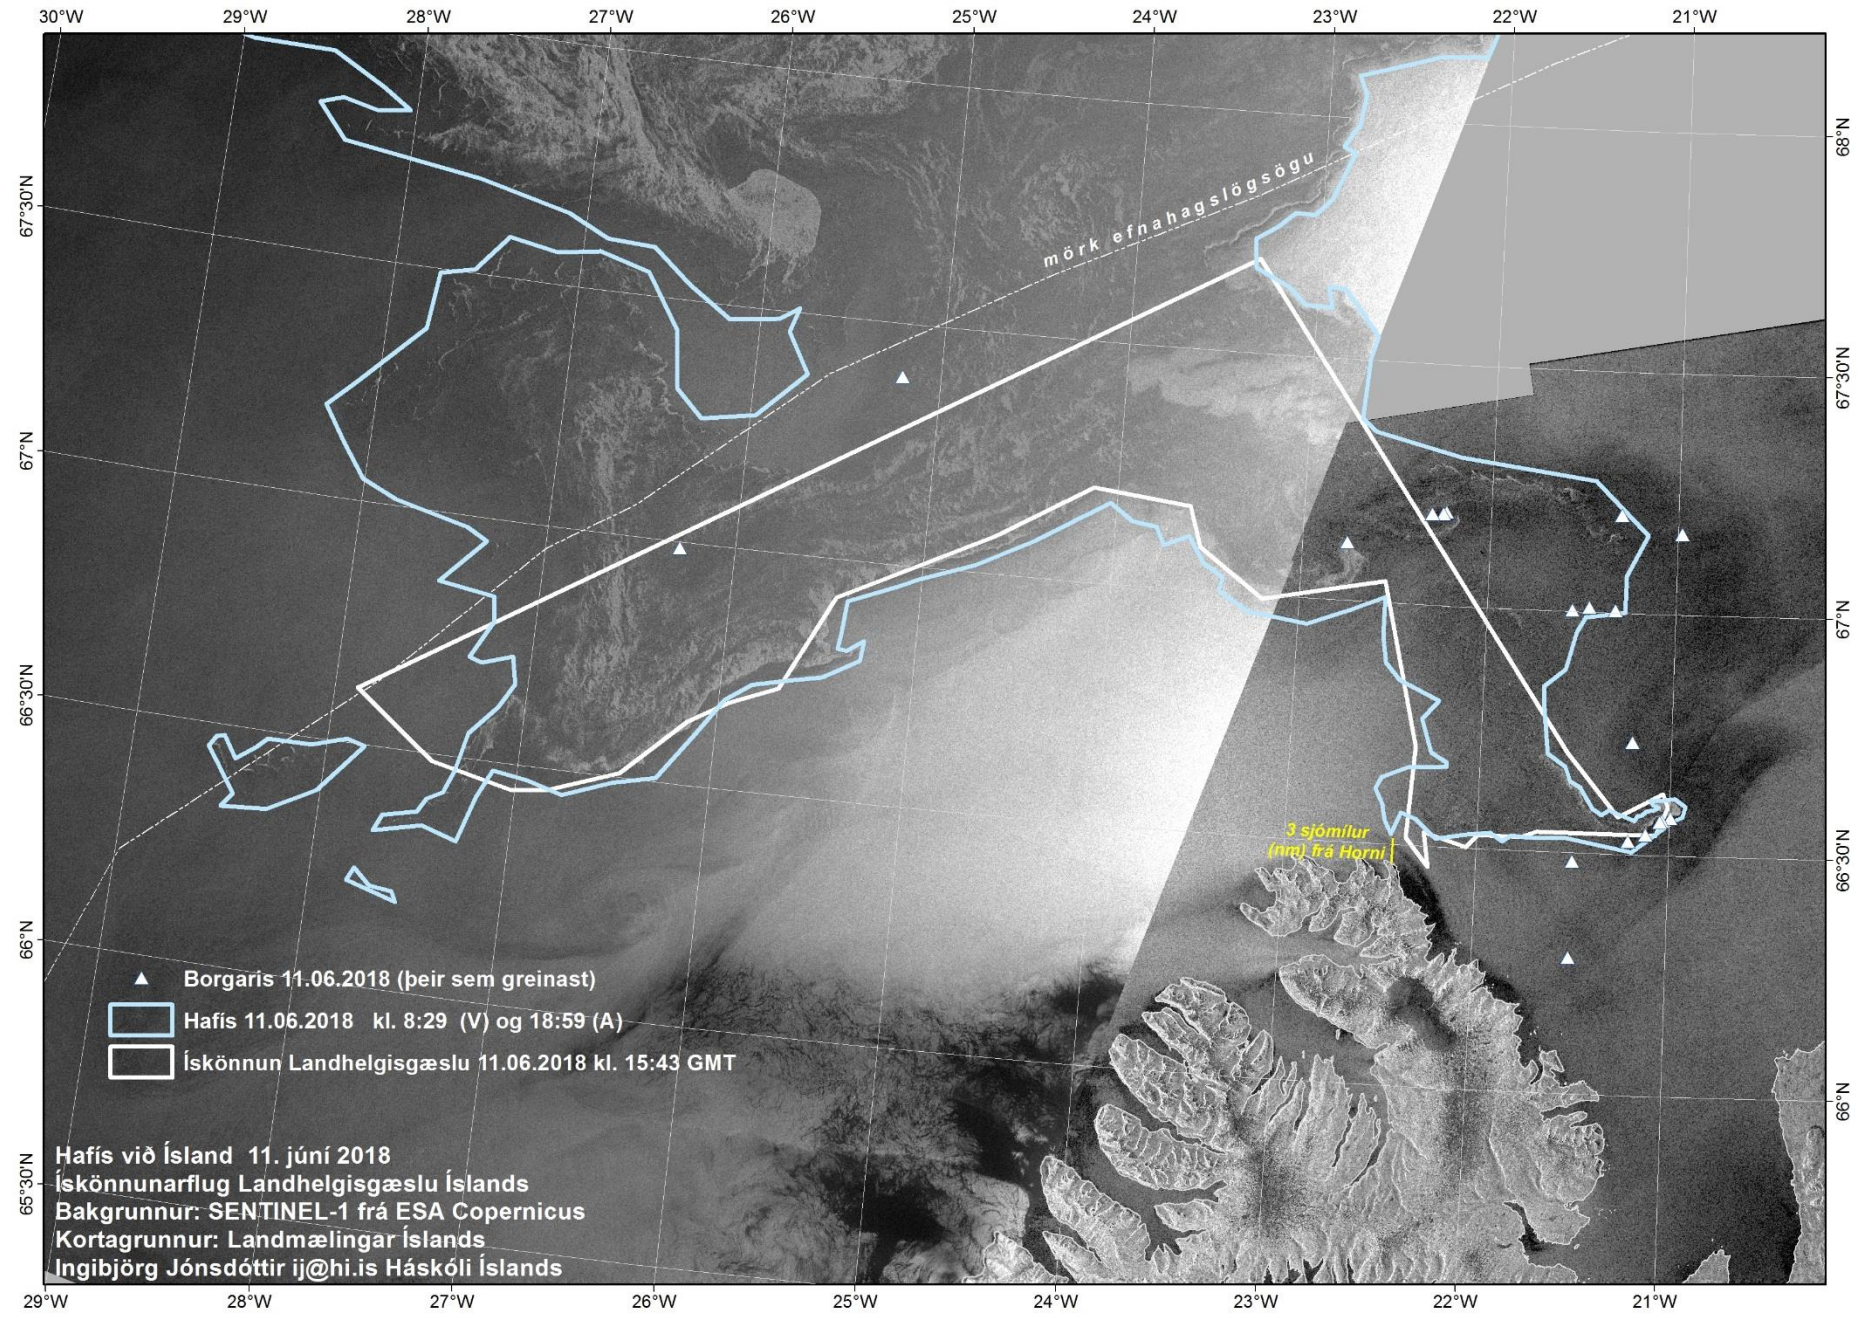 30°W 29°W 28°W 27°W 26°W 25°W 24°W 23°W 22°W 21°W
68°N
67°30'N
mörk efnahagslögsögu
67°30'N
67°N
67°N
66°30'N
3 sjómílur
(nm) frá Horni
66°30'N
66°N
Borgaris 11.06.2018 (þeir sem greinast)
Hafís 11.06.2018 kl. 8:29 (V) og 18:59 (A)
Ískönnun Landhelgisgæslu 11.06.2018 kl. 15:43 GMT
66°N
65°30'N
Hafís við Ísland 11. júní 2018
Ískönnunarflug Landhelgisgæslu Íslands
Bakgrunnur: SENTINEL-1 frá ESA Copernicus
Kortagrunnur: Landmælingar Íslands
Ingibjörg Jónsdóttir ij@hi.is Háskóli Íslands
29°W 28°W 27°W 26°W 25°W 24°W 23°W 22°W 21°W